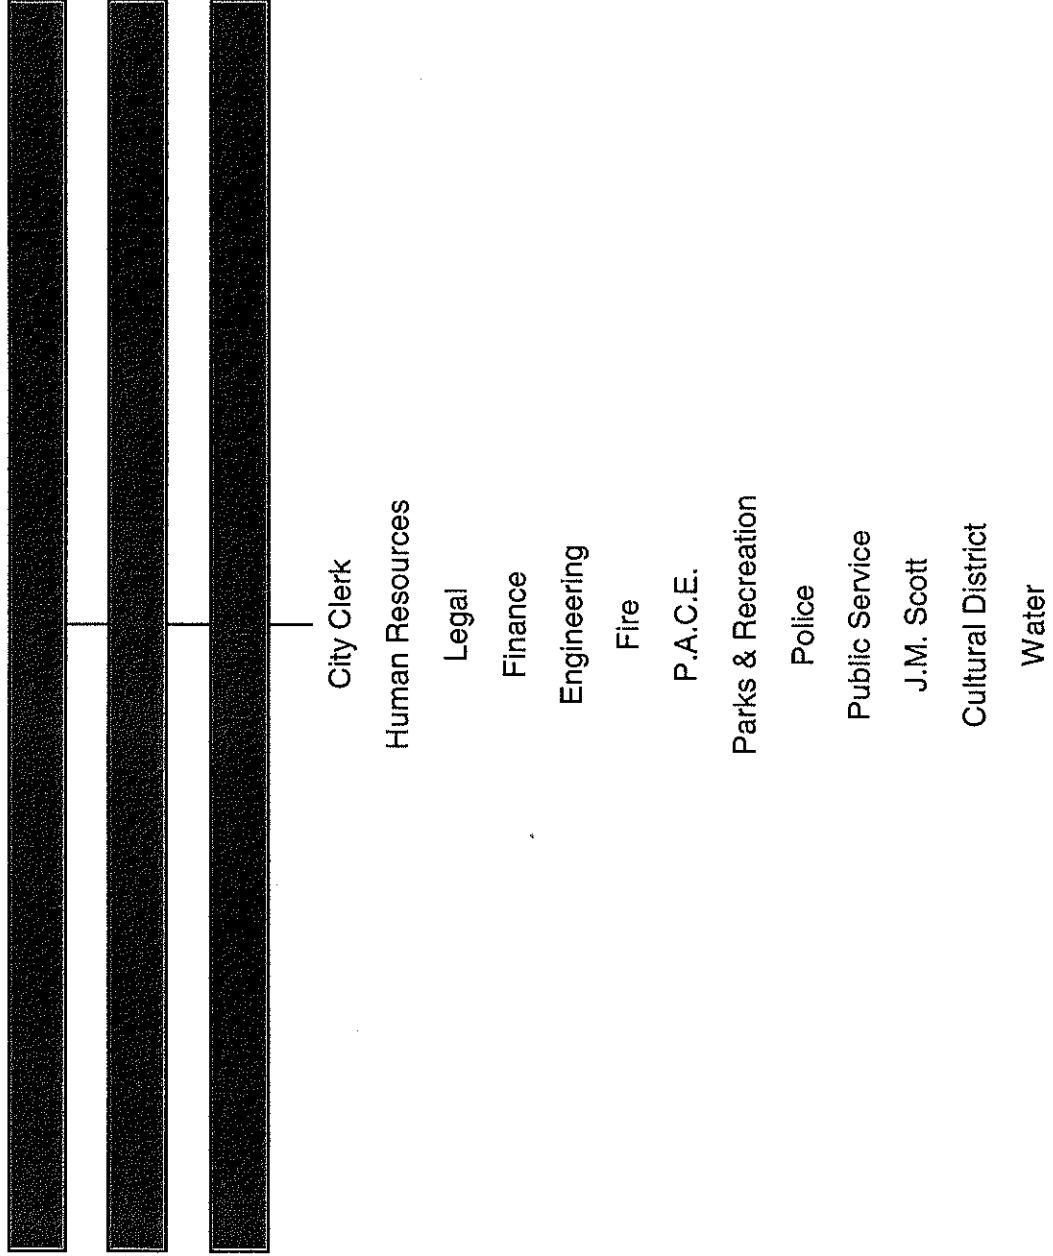 City Clerk
Human Resources
Legal
Finance
Engineering
Fire
P.A.C.E.
Parks & Recreation
Police
Public Service
J.M. Scott
Cultural District
Water